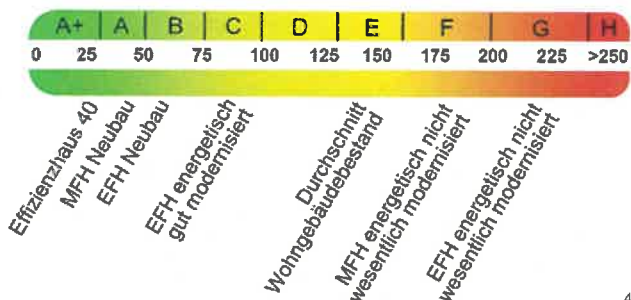 A+ A B C D E F G H
0 25 50 75 100 125 150 175 200 225 >250
Effizienzhaus 40
MFH Neubau
EFH Neubau
EFH energetisch
gut modernisiert
Durchschnitt
Wohngebäudebestand
MFH energetisch nicht
wesentlich modernisiert
EFH energetisch nicht
wesentlich modernisiert